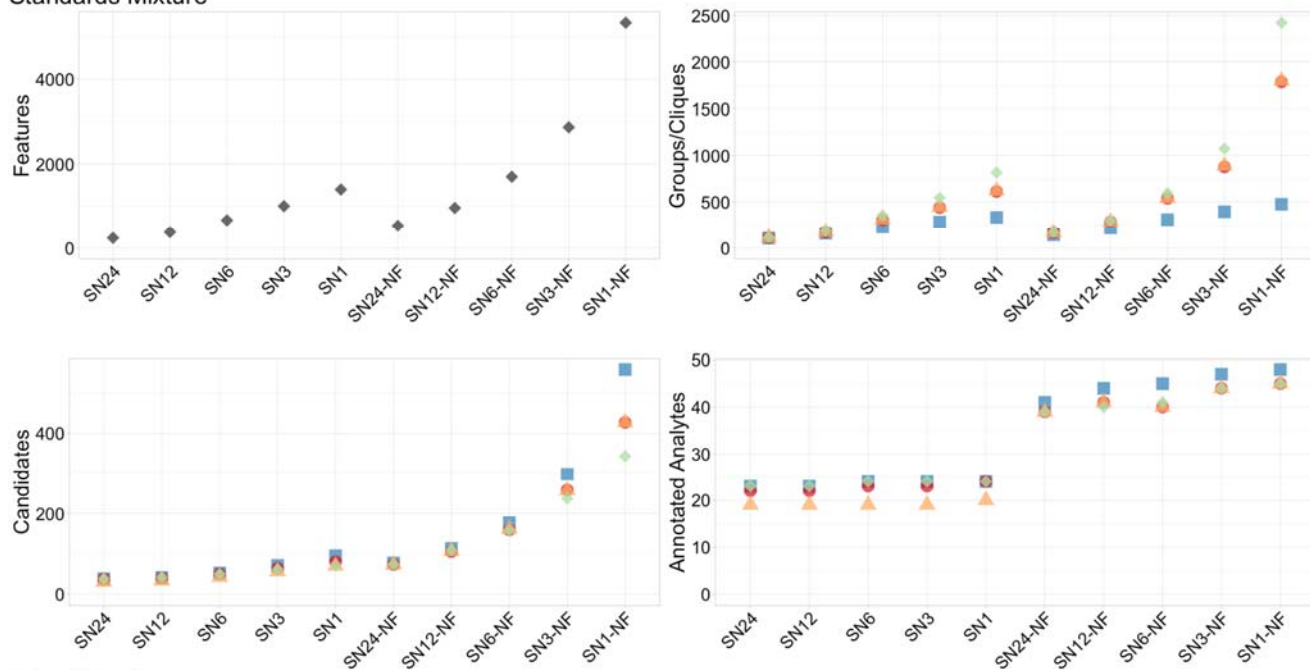 Standards Mixture
Features
4000
2000
0
SN24 SN12 SN6 SN3 SN1 SN24-NF SN12-NF SN6-NF SN3-NF SN1-NF
Groups/Cliques
2500
2000
1500
1000
500
0
SN24 SN12 SN6 SN3 SN1 SN24-NF SN12-NF SN6-NF SN3-NF SN1-NF
Candidates
400
200
0
SN24 SN12 SN6 SN3 SN1 SN24-NF SN12-NF SN6-NF SN3-NF SN1-NF
Annotated Analytes
50
40
30
20
10
0
SN24 SN12 SN6 SN3 SN1 SN24-NF SN12-NF SN6-NF SN3-NF SN1-NF